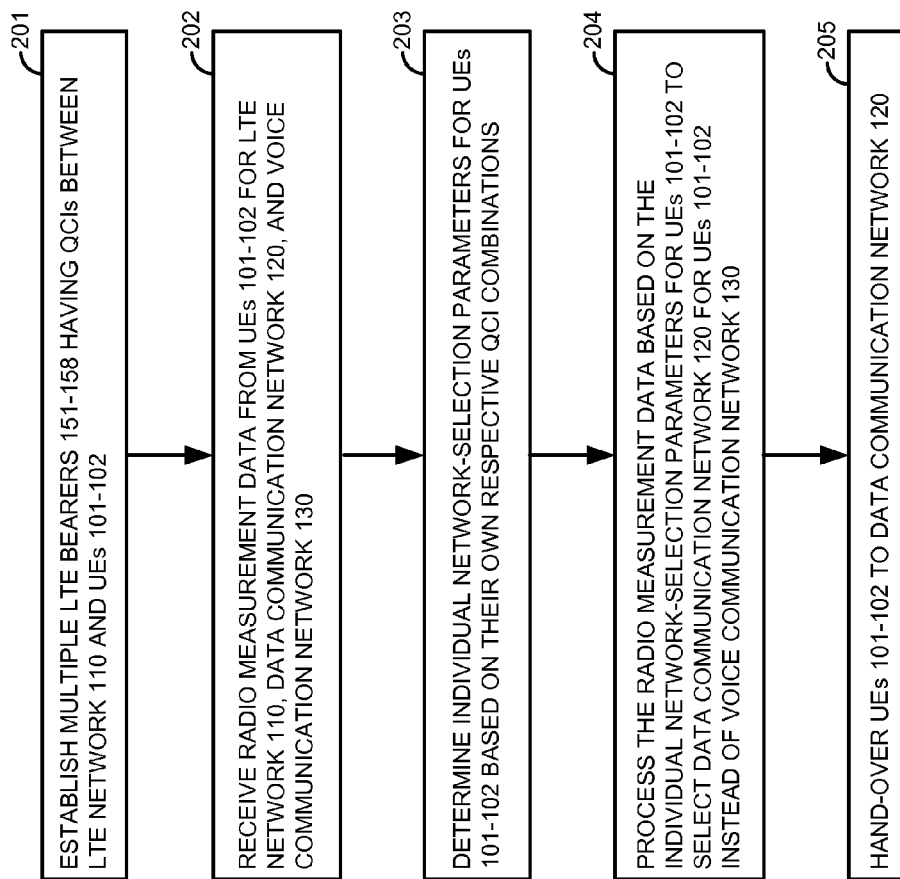 201
ESTABLISH MULTIPLE LTE BEARERS 151-158 HAVING QCIs BETWEEN
LTE NETWORK 110 AND UEs 101-102
202
RECEIVE RADIO MEASUREMENT DATA FROM UEs 101-102 FOR LTE
NETWORK 110, DATA COMMUNICATION NETWORK 120, AND VOICE
COMMUNICATION NETWORK 130
203
DETERMINE INDIVIDUAL NETWORK-SELECTION PARAMETERS FOR UEs
101-102 BASED ON THEIR OWN RESPECTIVE QCI COMBINATIONS
204
PROCESS THE RADIO MEASUREMENT DATA BASED ON THE
INDIVIDUAL NETWORK-SELECTION PARAMETERS FOR UEs 101-102 TO
SELECT DATA COMMUNICATION NETWORK 120 FOR UEs 101-102
INSTEAD OF VOICE COMMUNICATION NETWORK 130
205
HAND-OVER UEs 101-102 TO DATA COMMUNICATION NETWORK 120